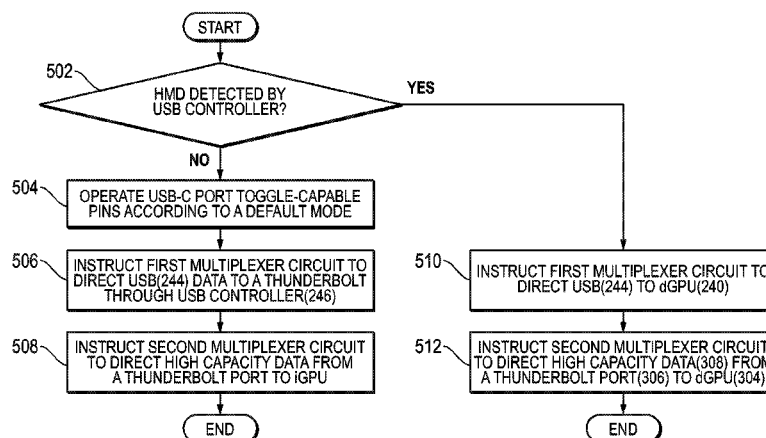 START
502
HMD DETECTED BY
USB CONTROLLER?
YES
NO
504
OPERATE USB-C PORT TOGGLE-CAPABLE
PINS ACCORDING TO A DEFAULT MODE
506
INSTRUCT FIRST MULTIPLEXER CIRCUIT TO
DIRECT USB(244) DATA TO A THUNDERBOLT
THROUGH USB CONTROLLER(246)
508
INSTRUCT SECOND MULTIPLEXER CIRCUIT
TO DIRECT HIGH CAPACITY DATA FROM
A THUNDERBOLT PORT TO iGPU
END
510
INSTRUCT FIRST MULTIPLEXER CIRCUIT TO
DIRECT USB(244) TO dGPU(240)
512
INSTRUCT SECOND MULTIPLEXER CIRCUIT
TO DIRECT HIGH CAPACITY DATA(308) FROM
A THUNDERBOLT PORT(306) TO dGPU(304)
END